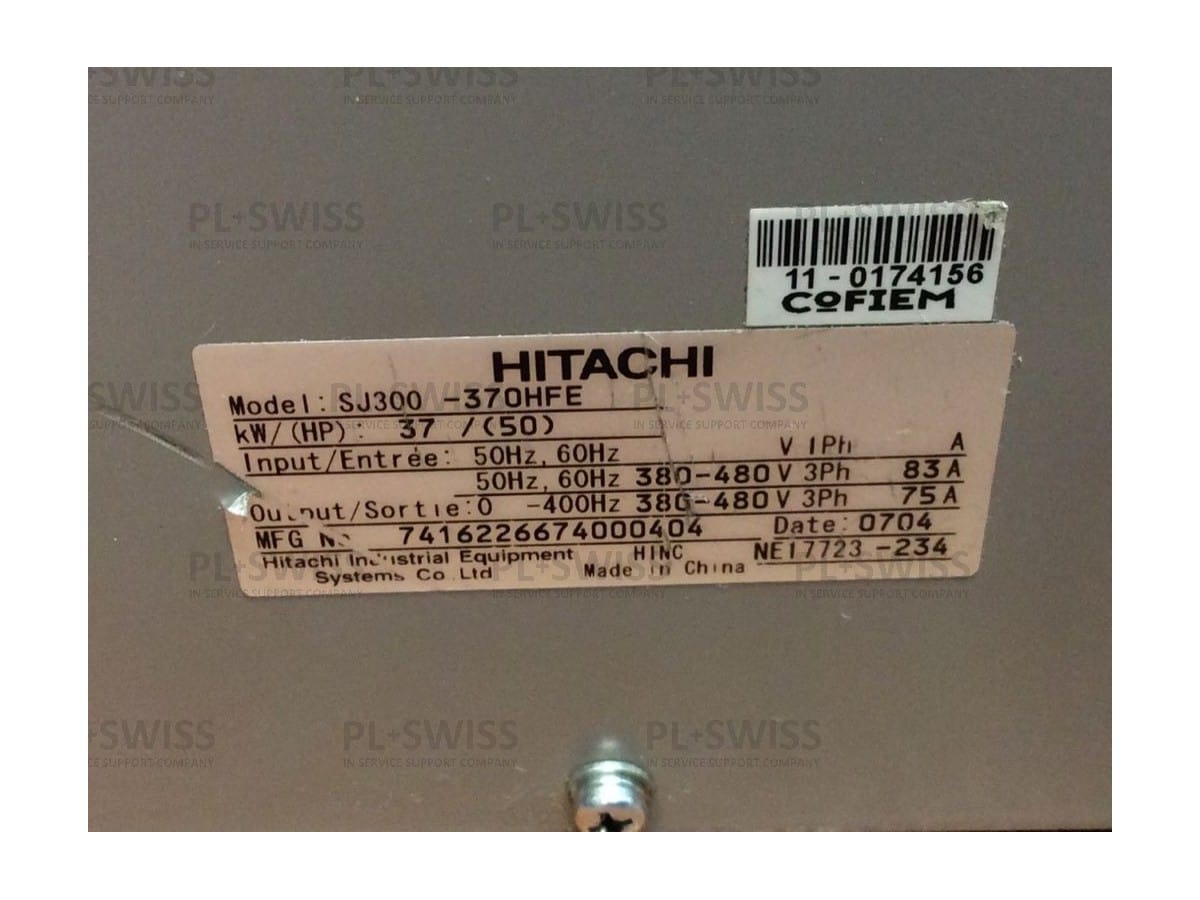 PL+SWISS
IN SERVICE SUPPORT COMPANY
11-0174156
COFIEM
HITACHI
Model: SJ300 -370HFE
kW/(HP): 37 /(50)
Input/Entrée: 50Hz, 60Hz V 1Ph A
50Hz, 60Hz 380-480 V 3Ph 83 A
Output/Sortie: 0 -400Hz 380-480 V 3Ph 75 A
MFG No. 7416226674000404 Date: 0704
Hitachi Industrial Equipment HINC NE17723 -234
Systems Co.Ltd Made in China